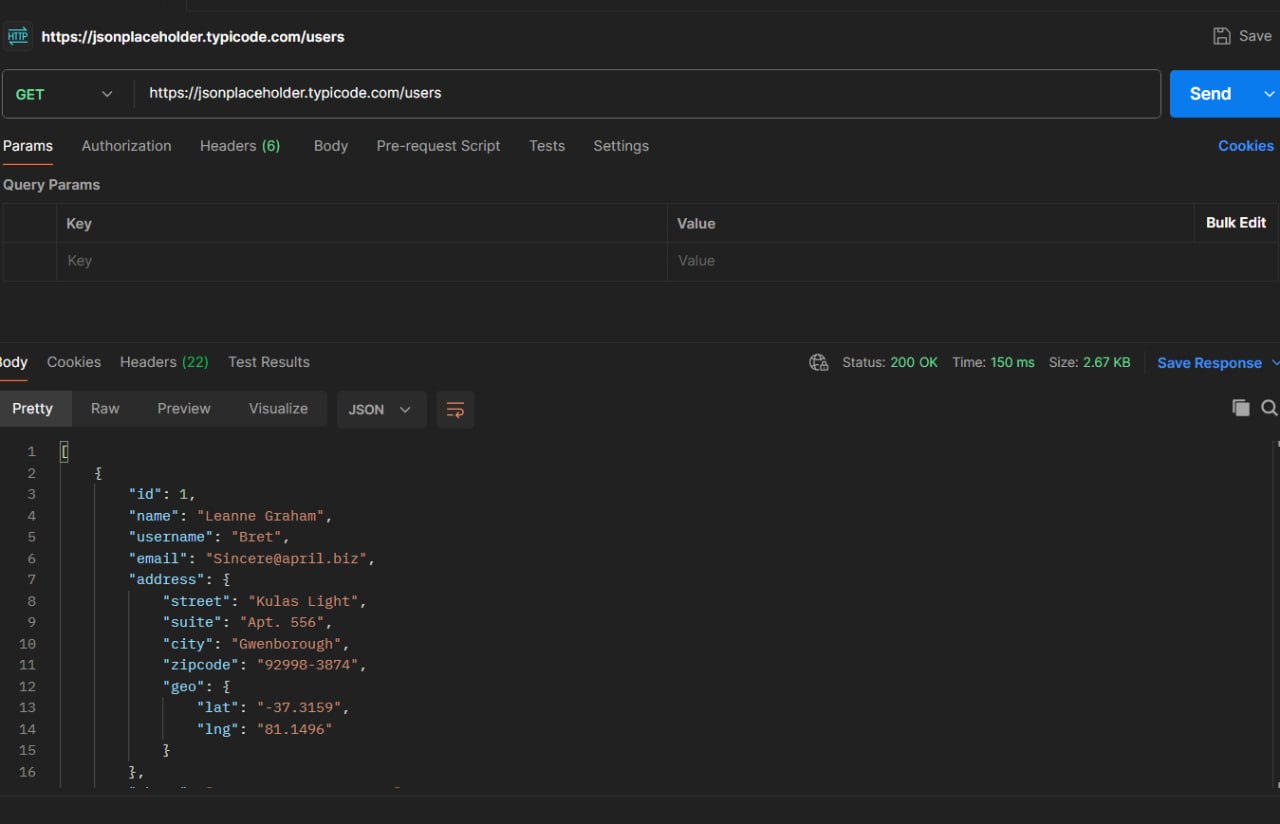 HTTP https://jsonplaceholder.typicode.com/users Save
GET https://jsonplaceholder.typicode.com/users Send
Params Authorization Headers (6) Body Pre-request Script Tests Settings Cookies
Query Params
Key Value Bulk Edit
Key Value
Body Cookies Headers (22) Test Results Status: 200 OK Time: 150 ms Size: 2.67 KB Save Response
Pretty Raw Preview Visualize JSON
1 [
2 {
3 "id": 1,
4 "name": "Leanne Graham",
5 "username": "Bret",
6 "email": "Sincere@april.biz",
7 "address": {
8 "street": "Kulas Light",
9 "suite": "Apt. 556",
10 "city": "Gwenborough",
11 "zipcode": "92998-3874",
12 "geo": {
13 "lat": "-37.3159",
14 "lng": "81.1496"
15 }
16 },